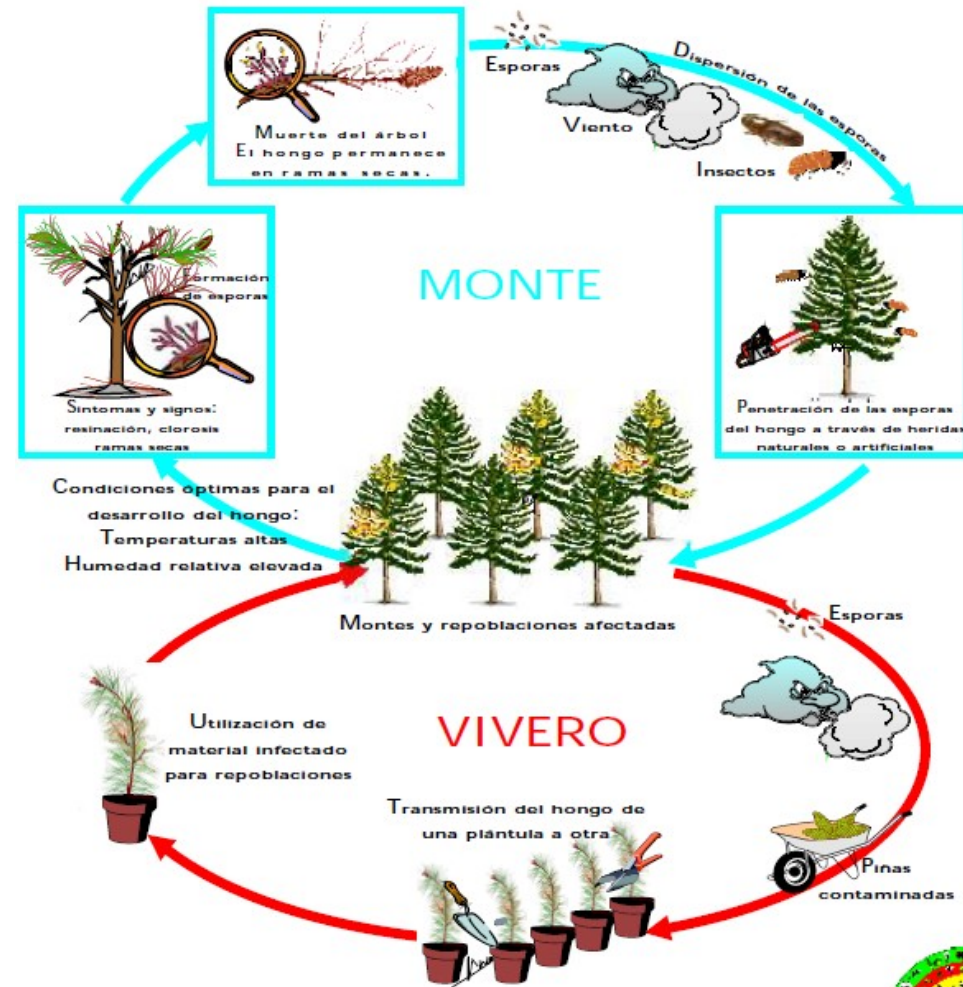 Esporas
Dispersión de las esporas
Viento
Insectos
Muerte del árbol
El hongo permanece
en ramas secas.
Formación
de esporas
Síntomas y signos:
resinación, clorosis
ramas secas
MONTE
Penetración de las esporas
del hongo a través de heridas
naturales o artificiales
Condiciones óptimas para el
desarrollo del hongo:
Temperaturas altas
Humedad relativa elevada
Montes y repoblaciones afectadas
Esporas
VIVERO
Utilización de
material infectado
para repoblaciones
Transmisión del hongo de
una plántula a otra
Piñas
contaminadas